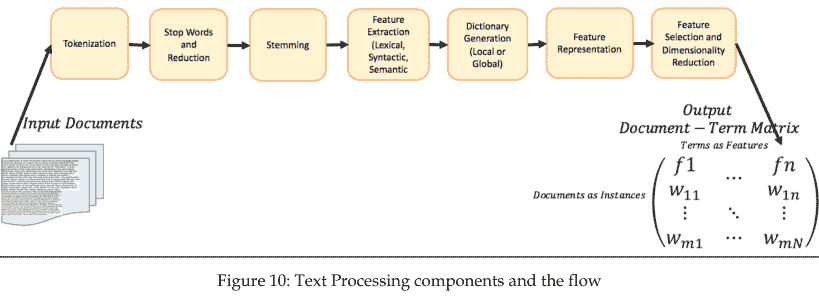 Tokenization
Stop Words
and
Reduction
Stemming
Feature
Extraction
(Lexical,
Syntactic,
Semantic
Dictionary
Generation
(Local or
Global)
Feature
Representation
Feature
Selection and
Dimensionality
Reduction
Input Documents
Output
Document − Term Matrix
Terms as Features
Documents as Instances
f1 ... fn
w11 w1n
⋮ ⋱ ⋮
wm1 ⋯ wmN
Figure 10: Text Processing components and the flow